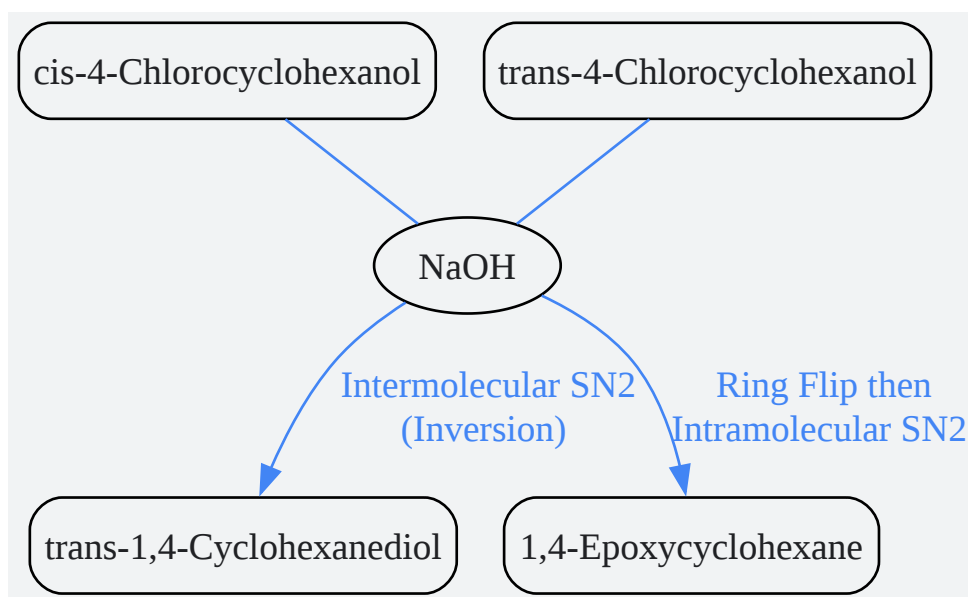 cis-4-Chlorocyclohexanol
trans-4-Chlorocyclohexanol
NaOH
Intermolecular SN2
(Inversion)
Ring Flip then
Intramolecular SN2
trans-1,4-Cyclohexanediol
1,4-Epoxycyclohexane